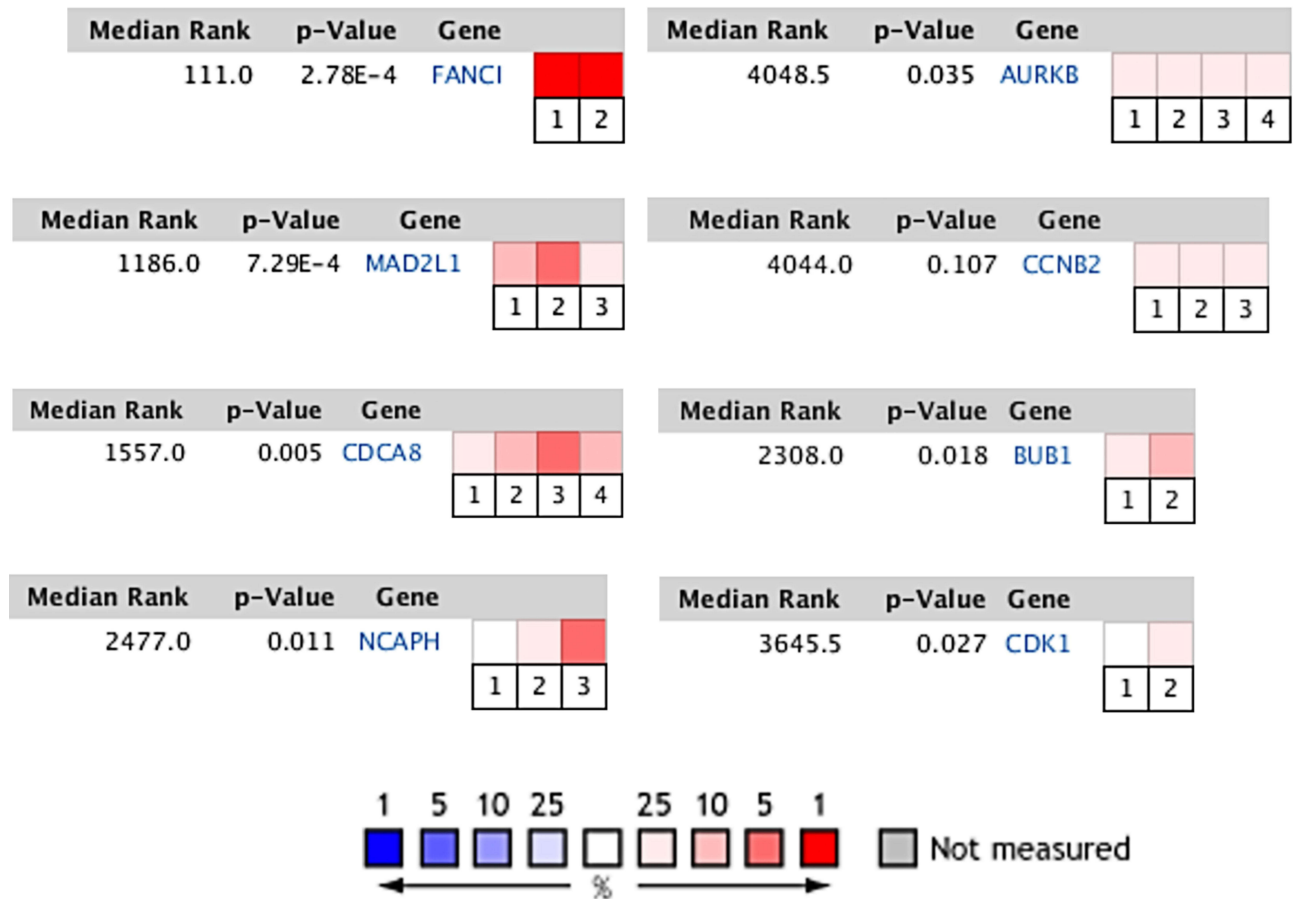 Median Rank p-Value Gene
111.0 2.78E-4 FANCI
1 2
Median Rank p-Value Gene
4048.5 0.035 AURKB
1 2 3 4
Median Rank p-Value Gene
1186.0 7.29E-4 MAD2L1
1 2 3
Median Rank p-Value Gene
4044.0 0.107 CCNB2
1 2 3
Median Rank p-Value Gene
1557.0 0.005 CDCA8
1 2 3 4
Median Rank p-Value Gene
2308.0 0.018 BUB1
1 2
Median Rank p-Value Gene
2477.0 0.011 NCAPH
1 2 3
Median Rank p-Value Gene
3645.5 0.027 CDK1
1 2
1 5 10 25 25 10 5 1
Not measured
%